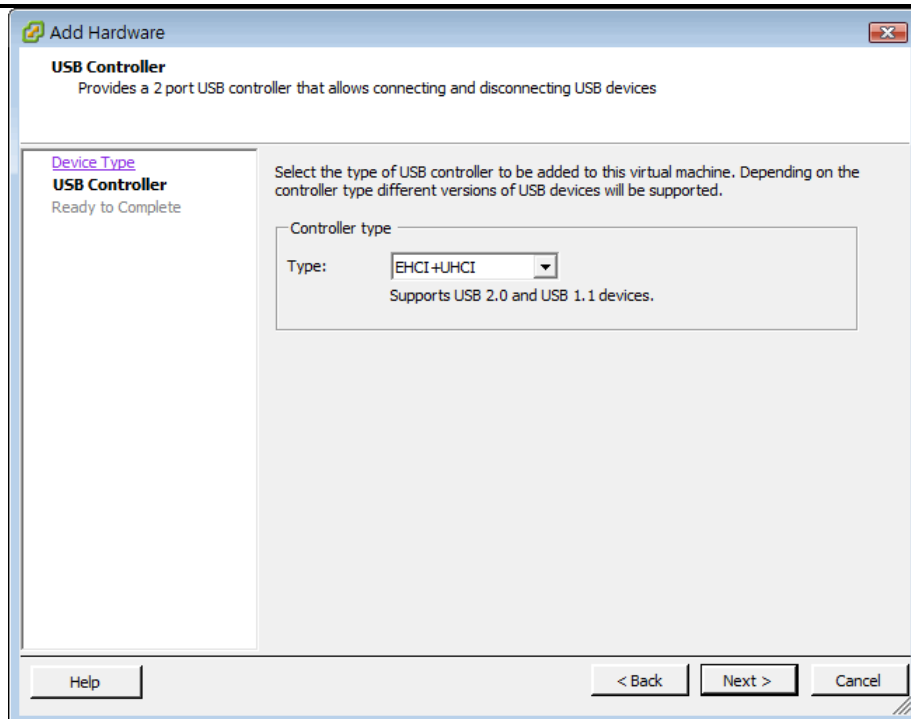 Add Hardware
USB Controller
Provides a 2 port USB controller that allows connecting and disconnecting USB devices
Device Type
USB Controller
Ready to Complete
Select the type of USB controller to be added to this virtual machine. Depending on the
controller type different versions of USB devices will be supported.
Controller type
Type: EHCI+UHCI
Supports USB 2.0 and USB 1.1 devices.
Help < Back Next > Cancel